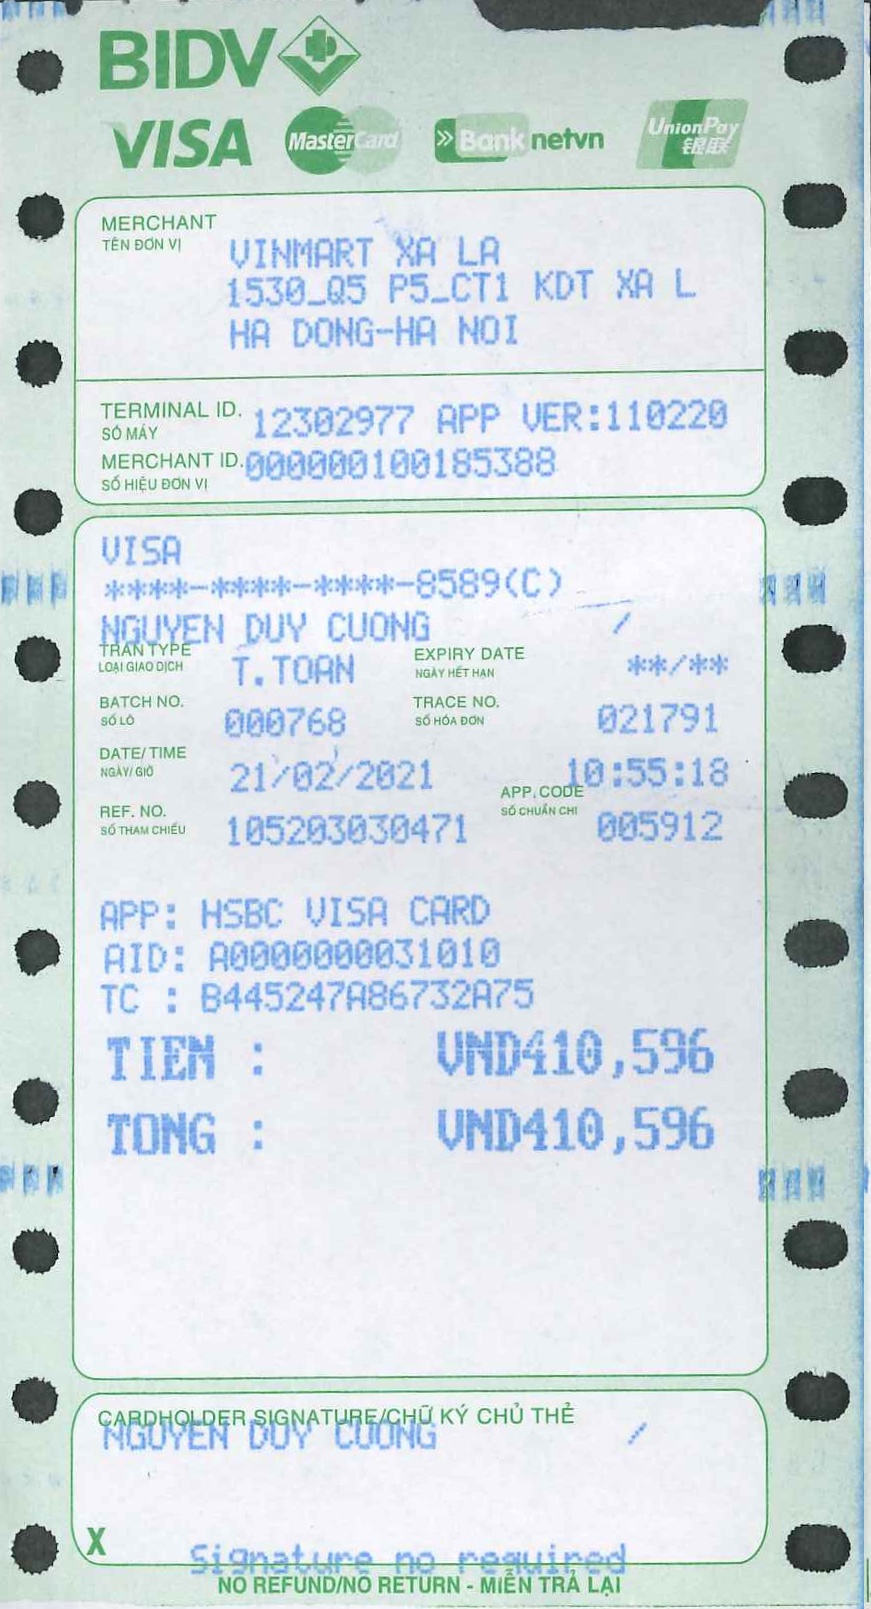 BIDV
VISA MasterCard Bank netvn UnionPay 银联
MERCHANT
TÊN ĐƠN VỊ
VINMART XA LA
1530_Q5 P5_CT1 KDT XA L
HA DONG-HA NOI
TERMINAL ID.
SỐ MÁY
12302977 APP VER:110220
MERCHANT ID.
SỐ HIỆU ĐƠN VỊ
000000100185388
VISA
****-****-****-8589(C)
NGUYEN DUY CUONG /
TRAN TYPE
LOẠI GIAO DỊCH
T.TOAN
EXPIRY DATE
NGÀY HẾT HẠN
**/**
BATCH NO.
SỐ LÔ
000768
TRACE NO.
SỐ HÓA ĐƠN
021791
DATE/ TIME
NGÀY/ GIỜ
21/02/2021 10:55:18
REF. NO.
SỐ THAM CHIẾU
105203030471
APP. CODE
SỐ CHUẨN CHI
005912
APP: HSBC VISA CARD
AID: A0000000031010
TC : B445247A86732A75
TIEN : VND410,596
TONG : VND410,596
CARDHOLDER SIGNATURE/CHỮ KÝ CHỦ THẺ
NGUYEN DUY CUONG /
X
Signature no required
NO REFUND/NO RETURN - MIỄN TRẢ LẠI